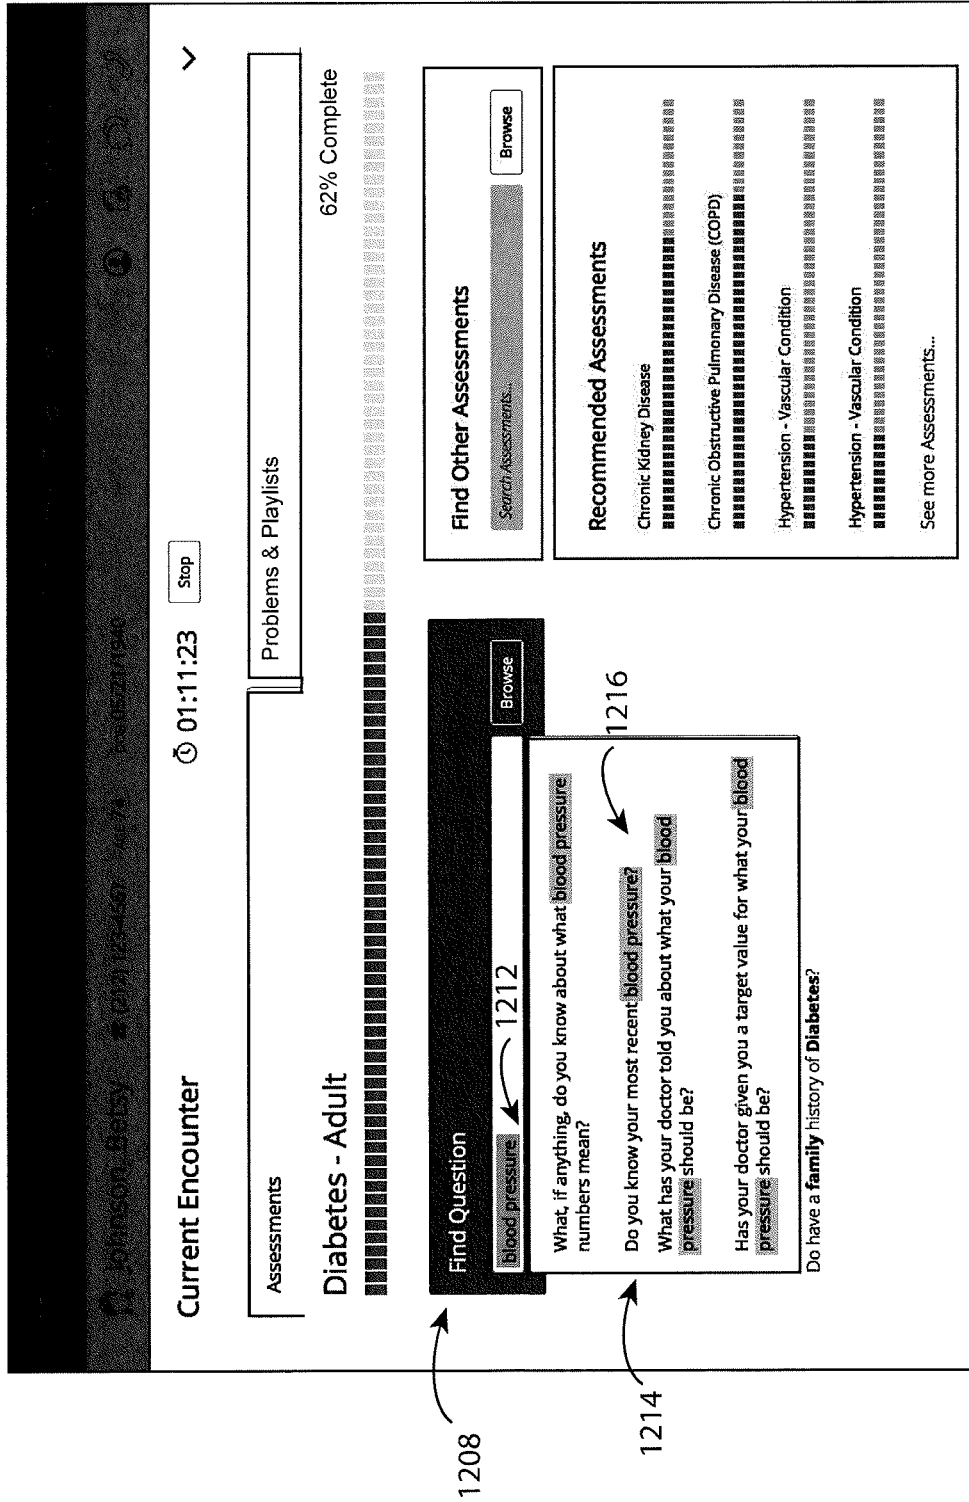 Johnson, Betsy
Current Encounter
01:11:23
Stop
Assessments
Problems & Playlists
Diabetes - Adult
62% Complete
1208
Find Question
blood pressure
1212
Browse
1214
What, if anything, do you know about what blood pressure
numbers mean?
Do you know your most recent blood pressure?
1216
What has your doctor told you about what your blood
pressure should be?
Has your doctor given you a target value for what your blood
pressure should be?
Do have a family history of Diabetes?
Find Other Assessments
Search Assessments...
Browse
Recommended Assessments
Chronic Kidney Disease
Chronic Obstructive Pulmonary Disease (COPD)
Hypertension - Vascular Condition
Hypertension - Vascular Condition
See more Assessments...